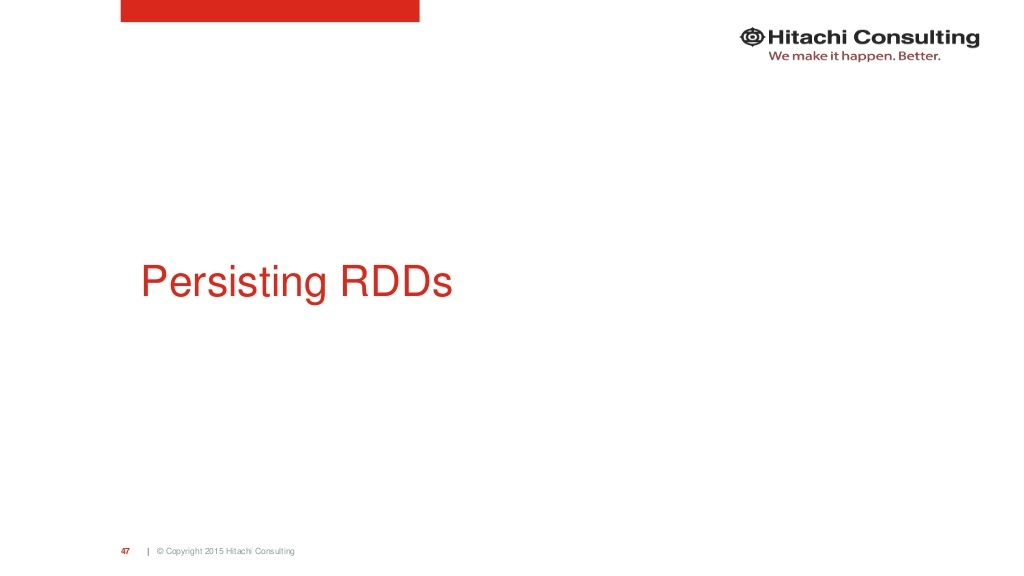 Hitachi Consulting
We make it happen. Better.
Persisting RDDs
47 | © Copyright 2015 Hitachi Consulting